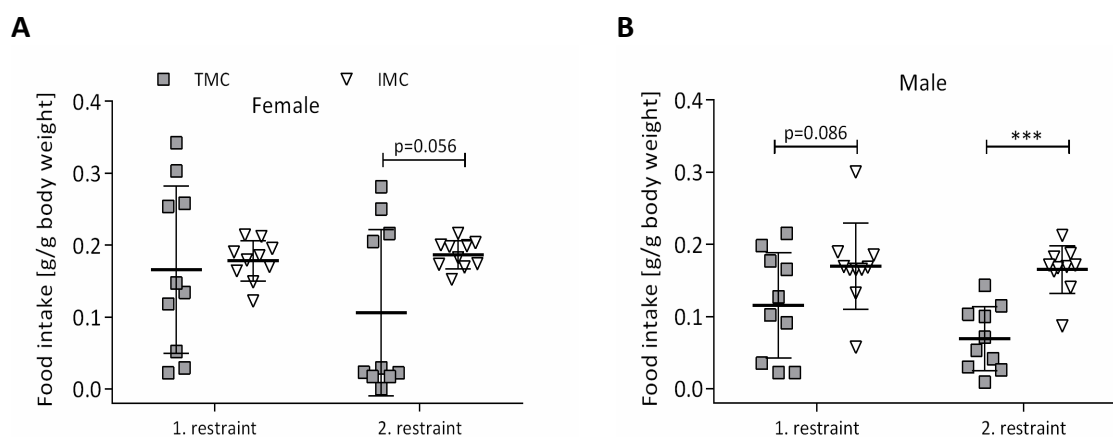 A
TMC IMC
Female
Food intake [g/g body weight]
0.4
0.3
0.2
0.1
0.0
p=0.056
1. restraint 2. restraint
B
Male
Food intake [g/g body weight]
0.4
0.3
0.2
0.1
0.0
p=0.086
***
1. restraint 2. restraint